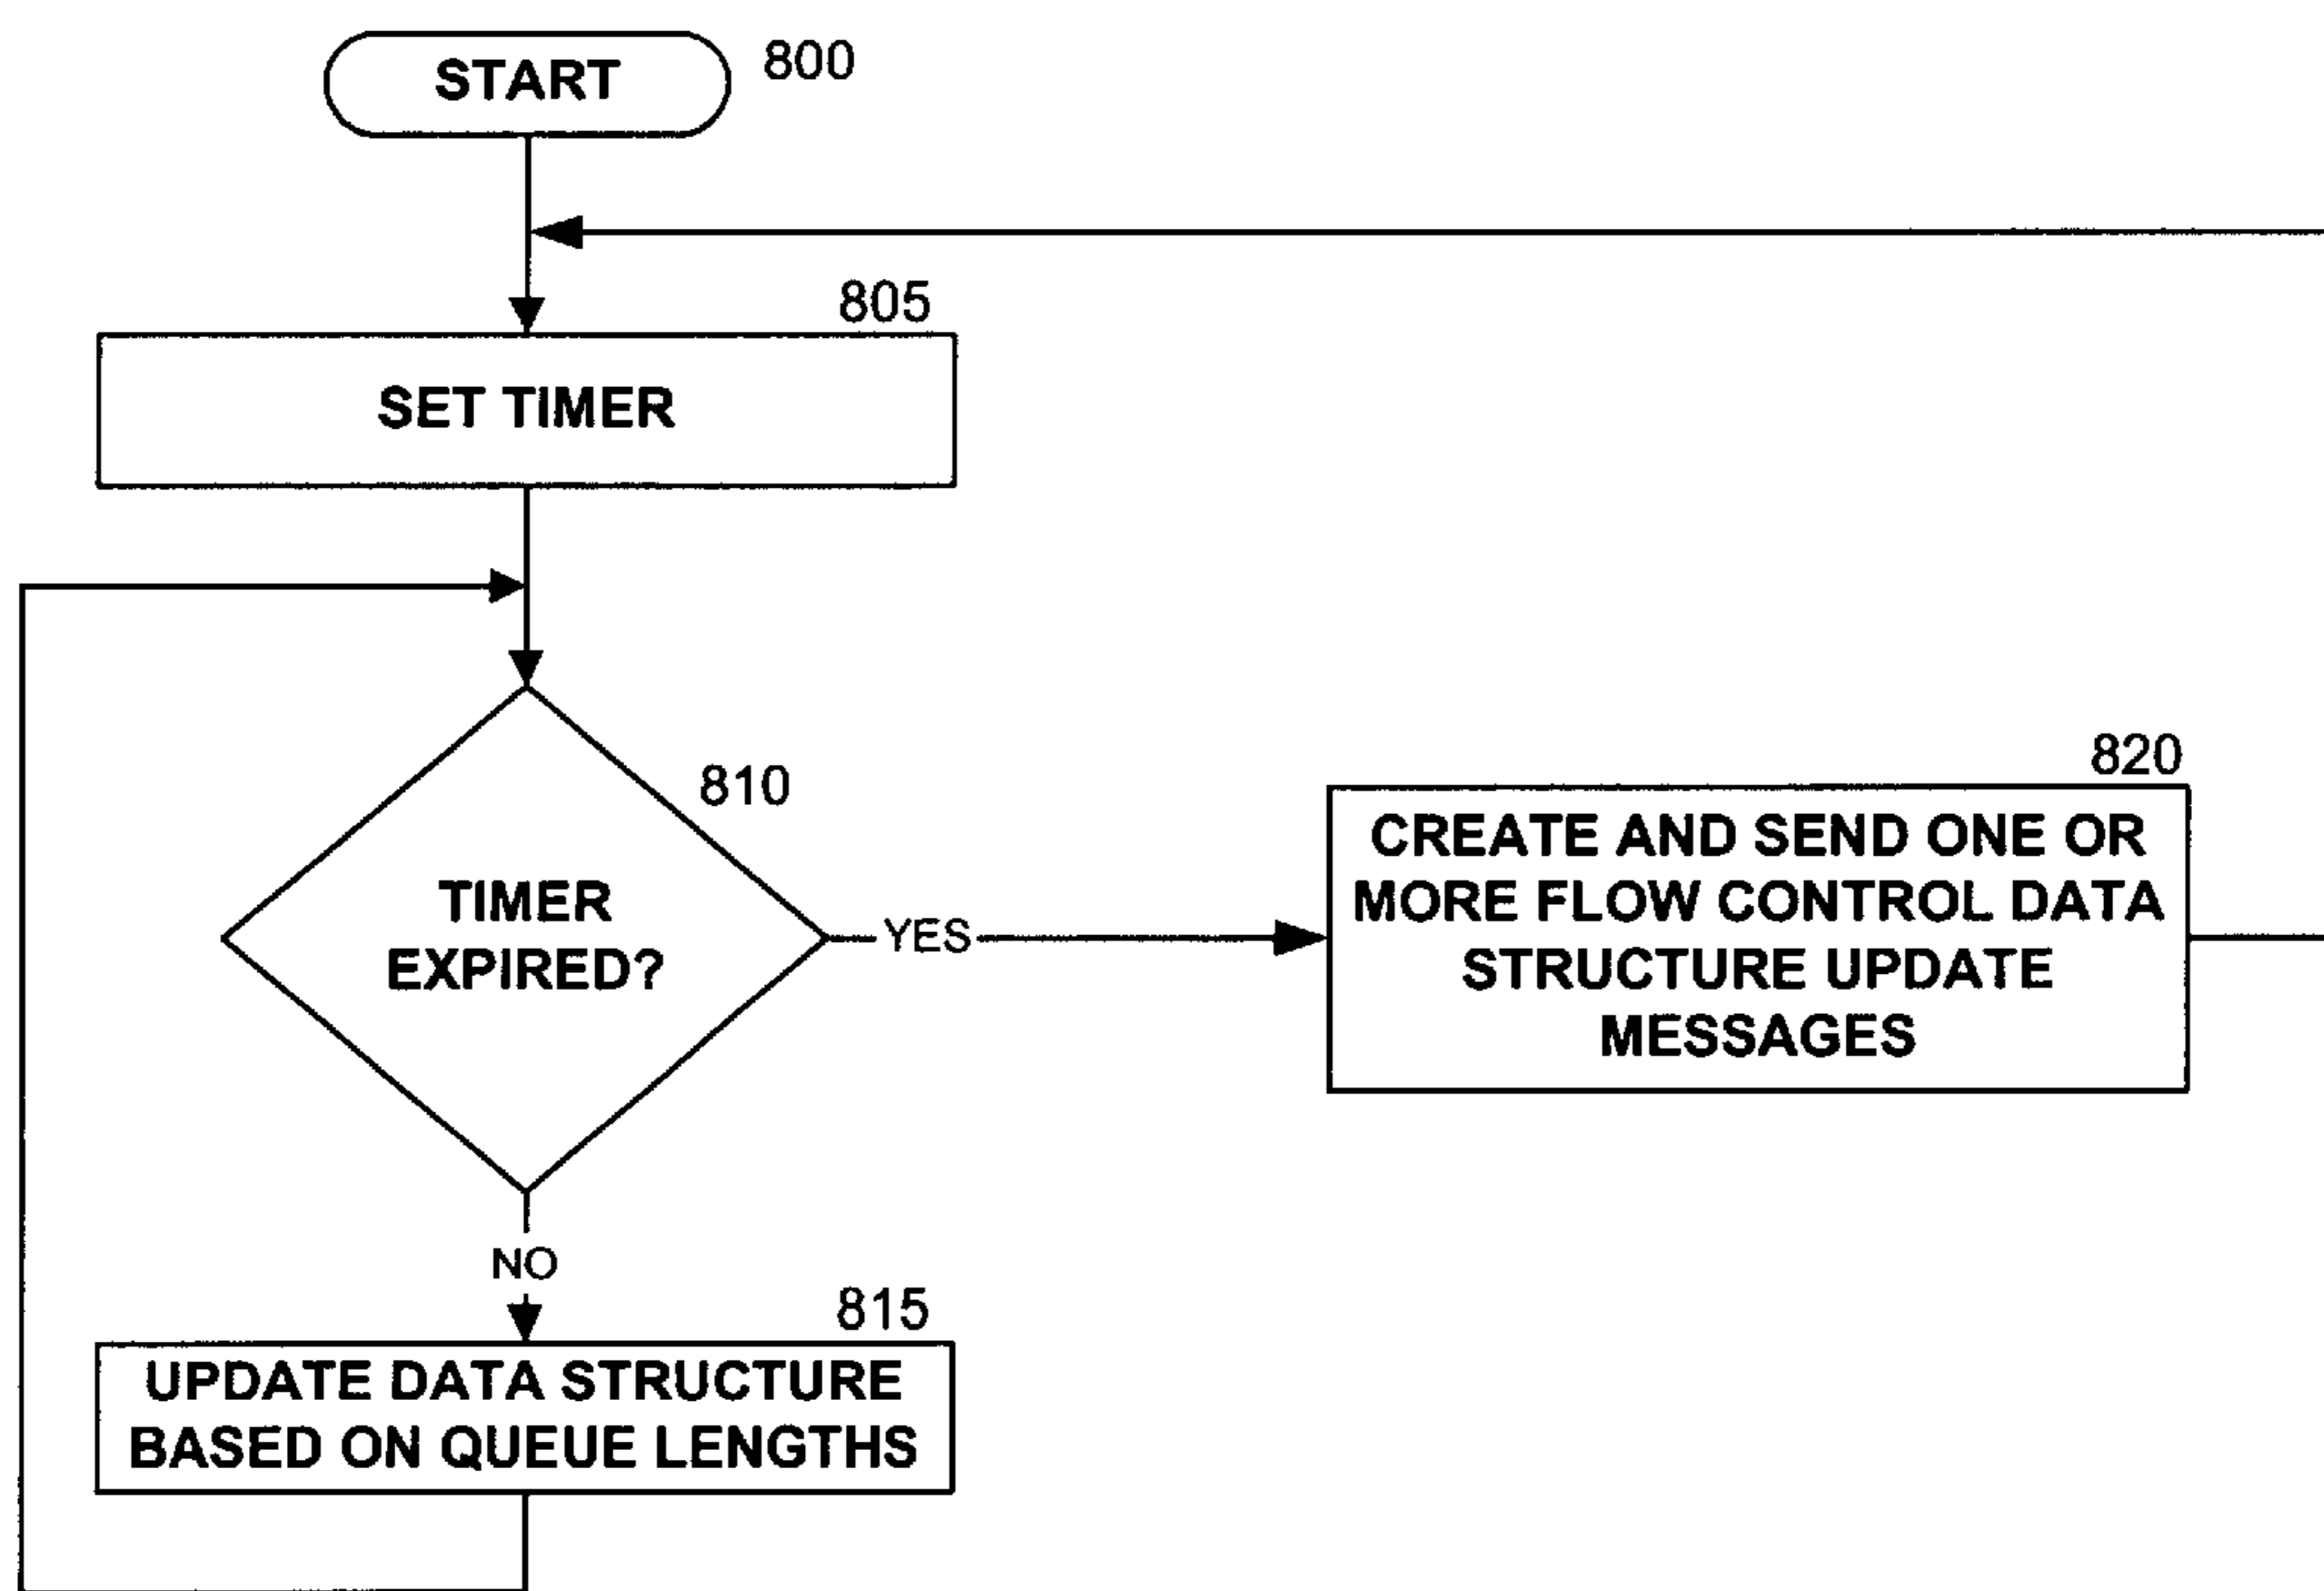 START
800
805
SET TIMER
810
TIMER
EXPIRED?
YES
820
CREATE AND SEND ONE OR
MORE FLOW CONTROL DATA
STRUCTURE UPDATE
MESSAGES
NO
815
UPDATE DATA STRUCTURE
BASED ON QUEUE LENGTHS